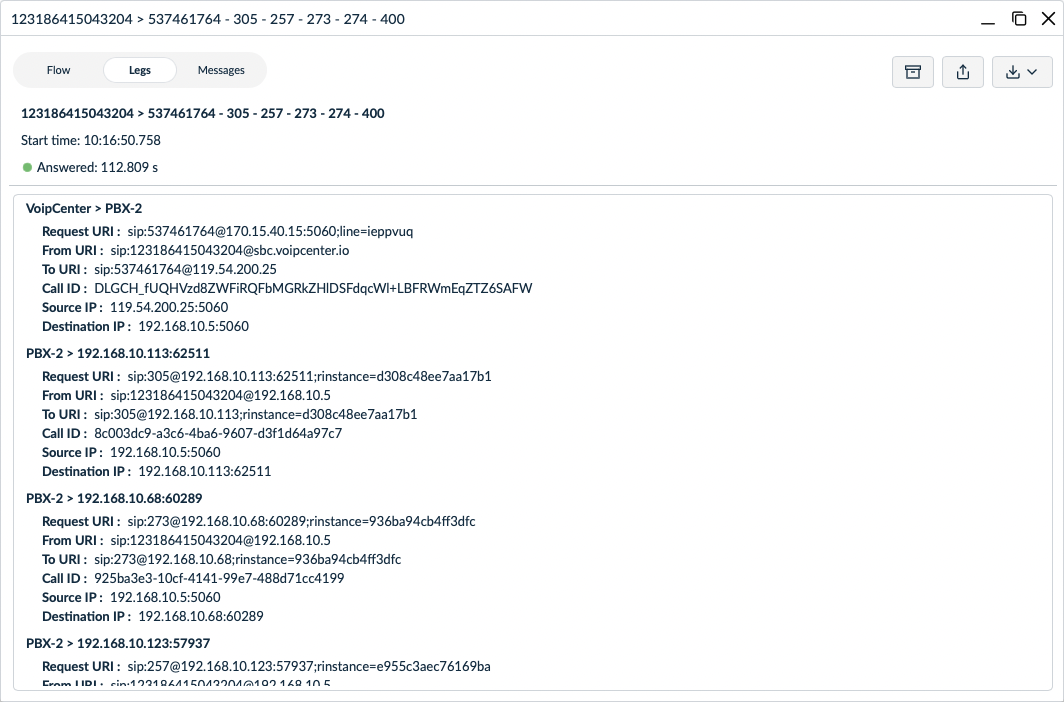 123186415043204 > 537461764 - 305 - 257 - 273 - 274 - 400
Flow
Legs
Messages
123186415043204 > 537461764 - 305 - 257 - 273 - 274 - 400
Start time: 10:16:50.758
Answered: 112.809 s
VoipCenter > PBX-2
Request URI : sip:537461764@170.15.40.15:5060;line=ieppvuq
From URI : sip:123186415043204@sbc.voipcenter.io
To URI : sip:537461764@119.54.200.25
Call ID : DLGCH_fUQHVzd8ZWFiRQFbMGRkZHlDSFdqcWl+LBFRWmEqZTZ6SAFW
Source IP : 119.54.200.25:5060
Destination IP : 192.168.10.5:5060
PBX-2 > 192.168.10.113:62511
Request URI : sip:305@192.168.10.113:62511;rinstance=d308c48ee7aa17b1
From URI : sip:123186415043204@192.168.10.5
To URI : sip:305@192.168.10.113;rinstance=d308c48ee7aa17b1
Call ID : 8c003dc9-a3c6-4ba6-9607-d3f1d64a97c7
Source IP : 192.168.10.5:5060
Destination IP : 192.168.10.113:62511
PBX-2 > 192.168.10.68:60289
Request URI : sip:273@192.168.10.68:60289;rinstance=936ba94cb4ff3dfc
From URI : sip:123186415043204@192.168.10.5
To URI : sip:273@192.168.10.68;rinstance=936ba94cb4ff3dfc
Call ID : 925ba3e3-10cf-4141-99e7-488d71cc4199
Source IP : 192.168.10.5:5060
Destination IP : 192.168.10.68:60289
PBX-2 > 192.168.10.123:57937
Request URI : sip:257@192.168.10.123:57937;rinstance=e955c3aec76169ba
From URI : sip:123186415043204@192.168.10.5